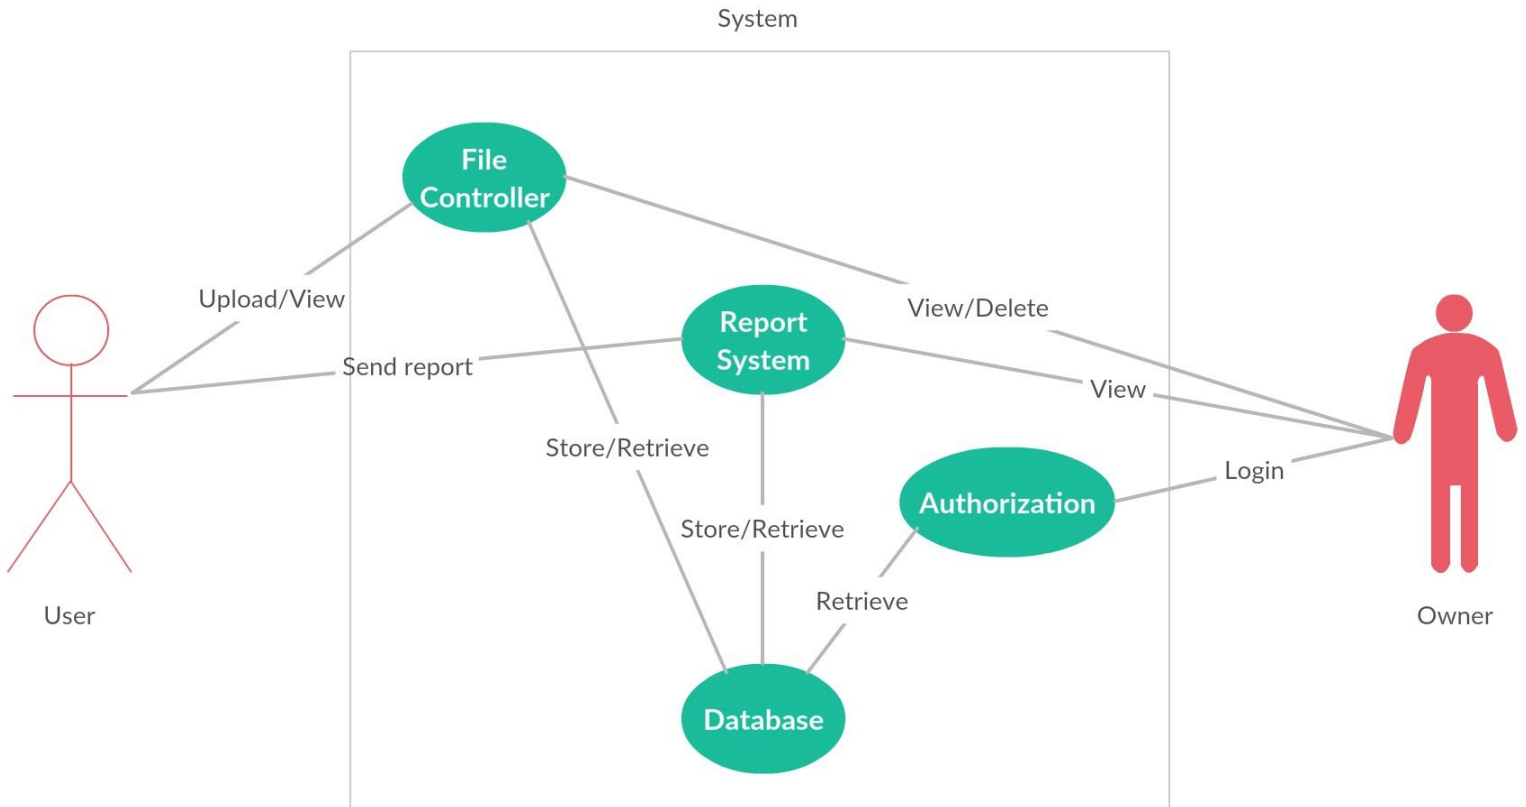 System
File
Controller
Upload/View
View/Delete
Report
System
Send report
View
Store/Retrieve
Login
Authorization
Store/Retrieve
Retrieve
User
Owner
Database